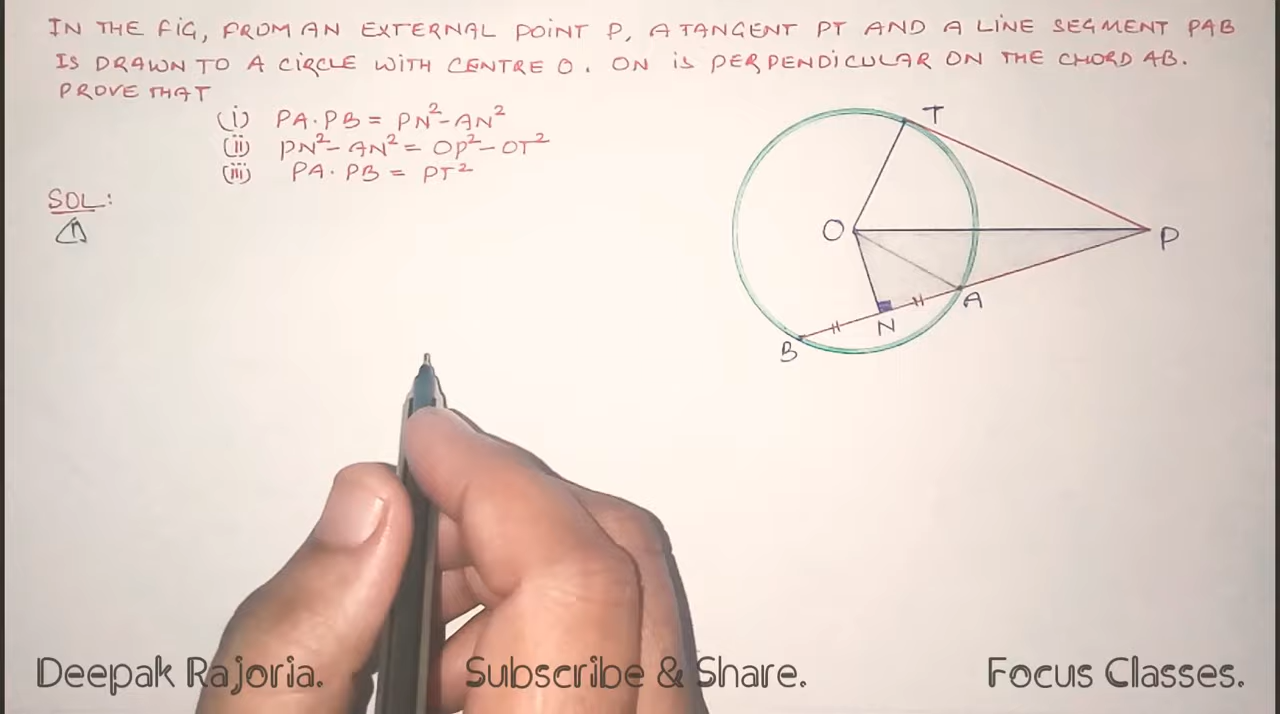 IN THE FIG, FROM AN EXTERNAL POINT P, A TANGENT PT AND A LINE SEGMENT PAB
IS DRAWN TO A CIRCLE WITH CENTRE O. ON IS PERPENDICULAR ON THE CHORD AB.
PROVE THAT
(i) PA·PB = PN²-AN²
(ii) PN²-AN² = OP²-OT²
(iii) PA·PB = PT²
SOL:
T
O
P
A
N
B
Deepak Rajoria. Subscribe & Share. Focus Classes.